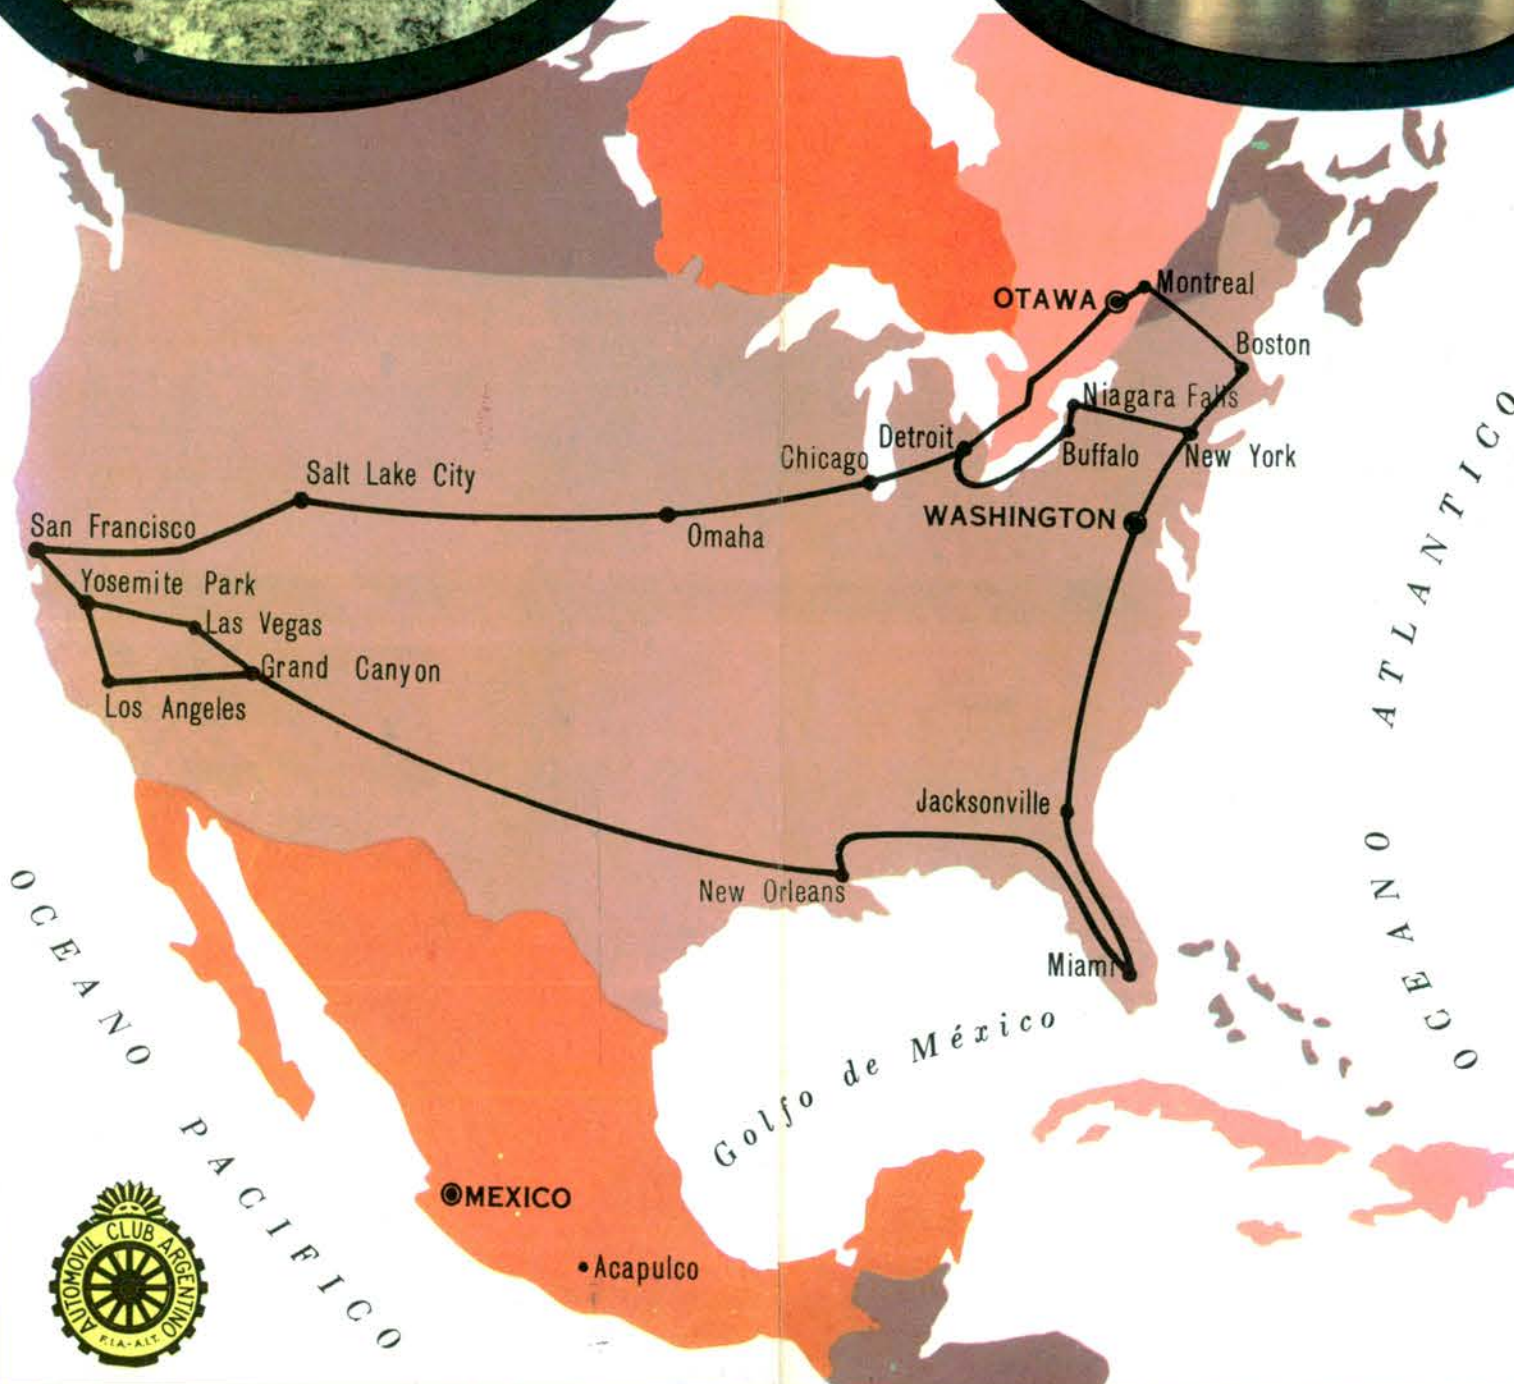 OTAWA
Montreal
Boston
Niagara Falls
Detroit
Chicago
Buffalo
New York
Salt Lake City
WASHINGTON
San Francisco
Omaha
Yosemite Park
Las Vegas
Grand Canyon
Los Angeles
Jacksonville
New Orleans
Miami
OCEANO ATLANTICO
Golfo de México
OCEANO PACIFICO
MEXICO
Acapulco
AUTOMOVIL CLUB ARGENTINO
F.I.A.-A.I.T.